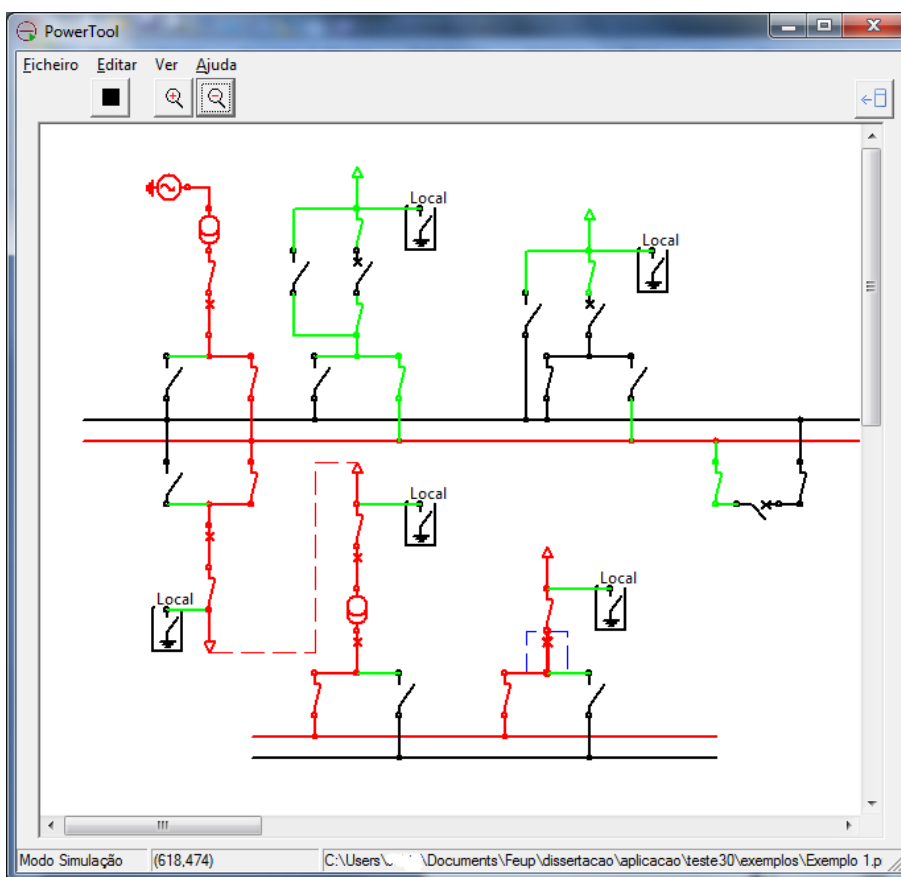 PowerTool
Ficheiro Editar Ver Ajuda
Local
Local
Local
Local
Local
Modo Simulação (618,474) C:\Users\ \Documents\Feup\dissertacao\aplicacao\teste30\exemplos\Exemplo 1.p